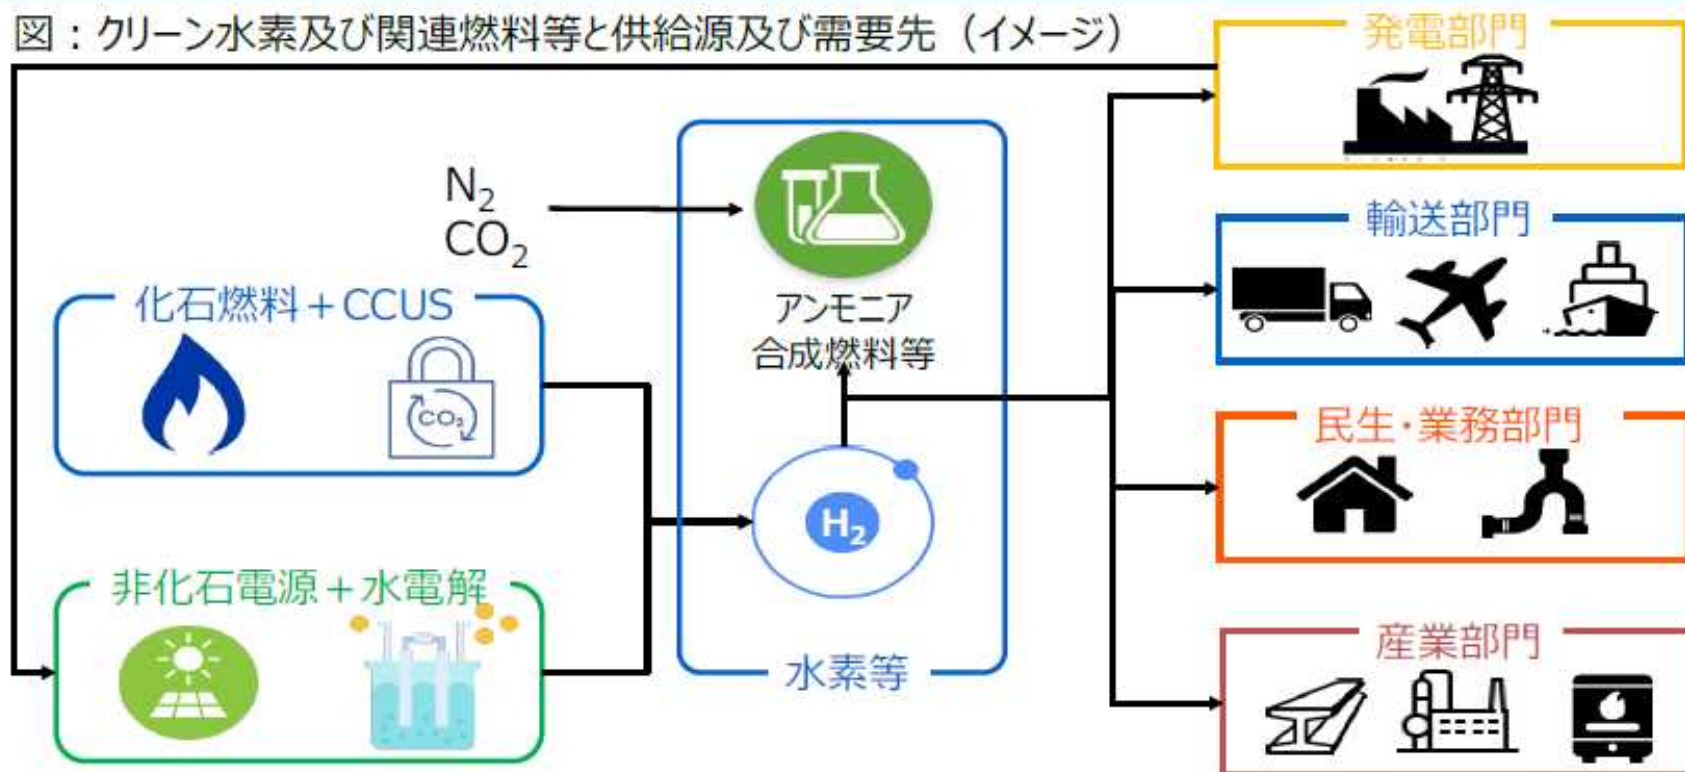 図：クリーン水素及び関連燃料等と供給源及び需要先（イメージ）
発電部門
N₂
CO₂
輸送部門
化石燃料＋CCUS
CO₂
アンモニア
合成燃料等
民生・業務部門
H₂
非化石電源＋水電解
水素等
産業部門